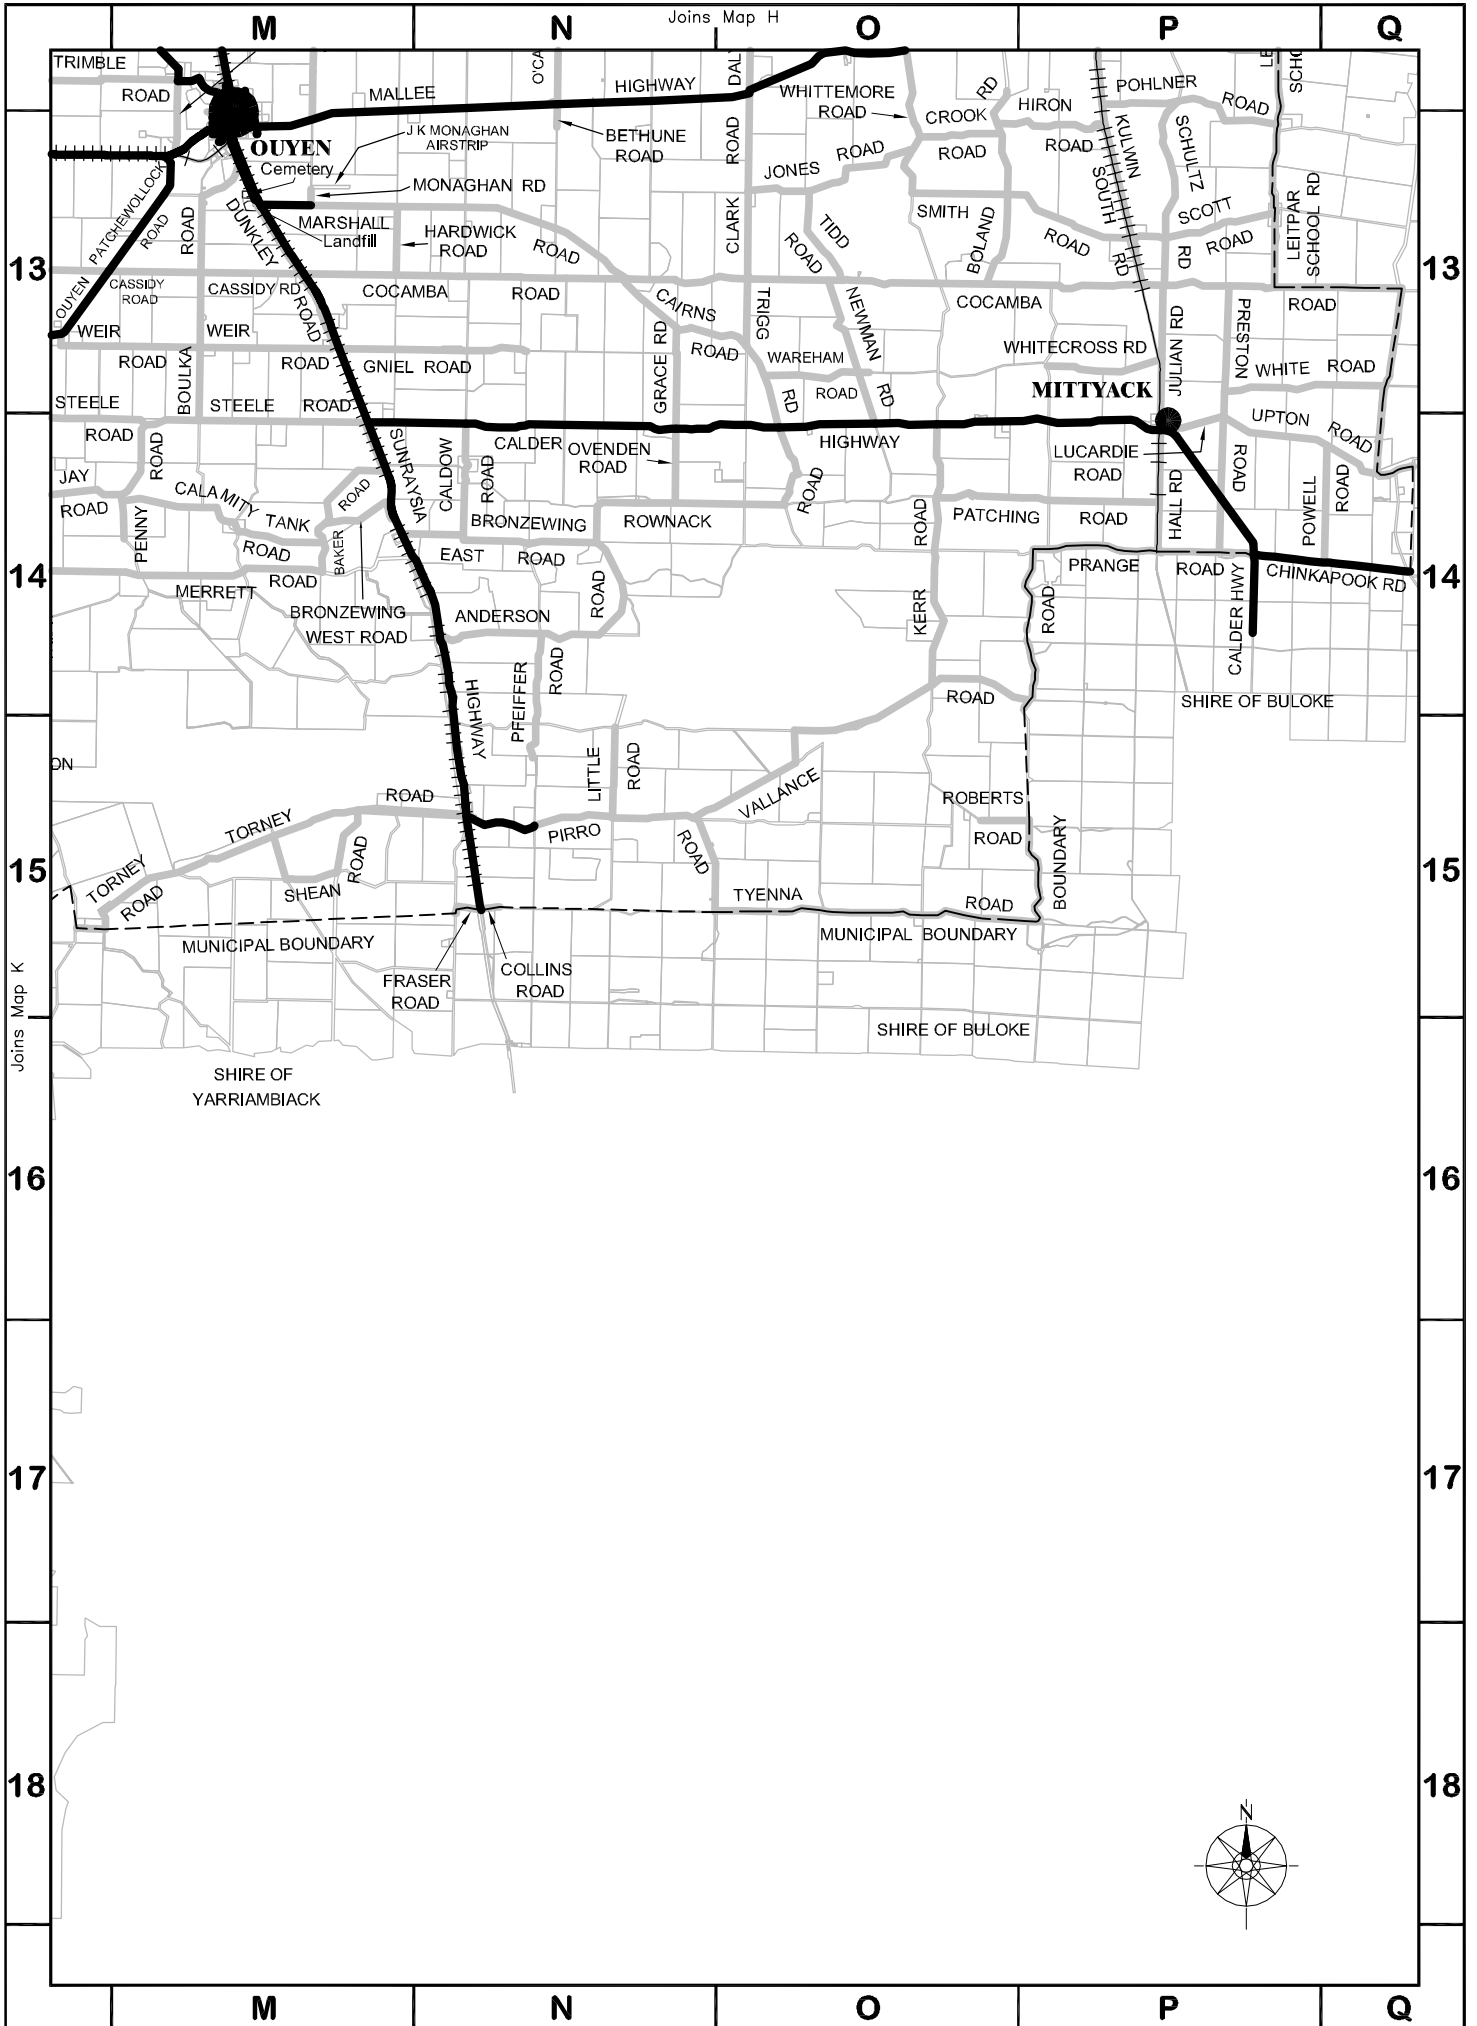 Joins Map H
M
N
O
P
Q
TRIMBLE
ROAD
MALLEE
HIGHWAY
O'CA
DAL
WHITTEMORE
ROAD
CROOK
RD
HIRON
POHLNER
ROAD
LE
SCHO
OUYEN
Cemetery
J K MONAGHAN
AIRSTRIP
BETHUNE
ROAD
ROAD
JONES
ROAD
ROAD
ROAD
KULWIN
SOUTH
RD
SCHULTZ
RD
MONAGHAN RD
MARSHALL
Landfill
HARDWICK
ROAD
ROAD
CLARK
TIDD
ROAD
SMITH
BOLAND
ROAD
SCOTT
ROAD
LEITPAR
SCHOOL RD
PATCHEWOLLOCK
OUYEN
ROAD
ROAD
DUNKLEY
ROAD
13
13
CASSIDY
ROAD
CASSIDY RD
COCAMBA
ROAD
CAIRNS
TRIGG
NEWMAN
COCAMBA
ROAD
WEIR
WEIR
GRACE RD
ROAD
WAREHAM
WHITECROSS RD
JULIAN RD
PRESTON
ROAD
BOULKA
ROAD
GNIEL ROAD
ROAD
RD
RD
MITTYACK
WHITE
ROAD
STEELE
STEELE
ROAD
UPTON
ROAD
ROAD
ROAD
SUNRAYSIA
CALDOW
ROAD
CALDER
OVENDEN
ROAD
HIGHWAY
LUCARDIE
ROAD
ROAD
JAY
ROAD
CALAMITY
TANK
ROAD
ROAD
BRONZEWING
ROWNACK
ROAD
ROAD
PATCHING
ROAD
HALL RD
POWELL
ROAD
PENNY
ROAD
BAKER
EAST
ROAD
PRANGE
ROAD
CHINKAPOOK RD
14
14
MERRETT
ROAD
BRONZEWING
WEST ROAD
ANDERSON
ROAD
KERR
ROAD
CALDER HWY
HIGHWAY
PFEIFFER
ROAD
ROAD
SHIRE OF BULOKE
ON
LITTLE
ROAD
VALLANCE
ROBERTS
ROAD
TORNEY
ROAD
PIRRO
ROAD
BOUNDARY
15
15
TORNEY
ROAD
SHEAN
ROAD
TYENNA
ROAD
MUNICIPAL BOUNDARY
MUNICIPAL BOUNDARY
FRASER
ROAD
COLLINS
ROAD
Joins Map K
SHIRE OF BULOKE
SHIRE OF
YARRIAMBIACK
16
16
17
17
18
18
N
M
N
O
P
Q